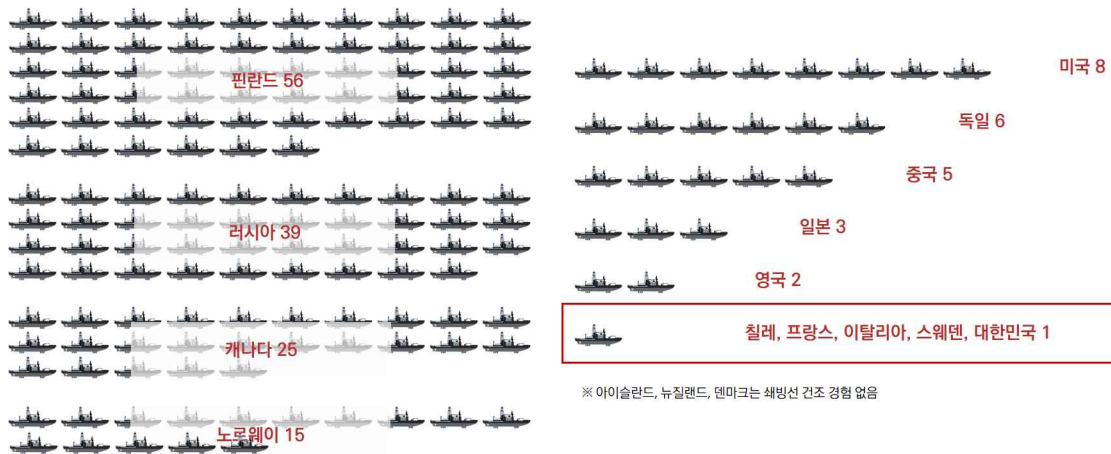 핀란드 56
러시아 39
캐나다 25
노로웨이 15
미국 8
독일 6
중국 5
일본 3
영국 2
칠레, 프랑스, 이탈리아, 스웨덴, 대한민국 1
※ 아이슬란드, 뉴질랜드, 덴마크는 쇄빙선 건조 경험 없음